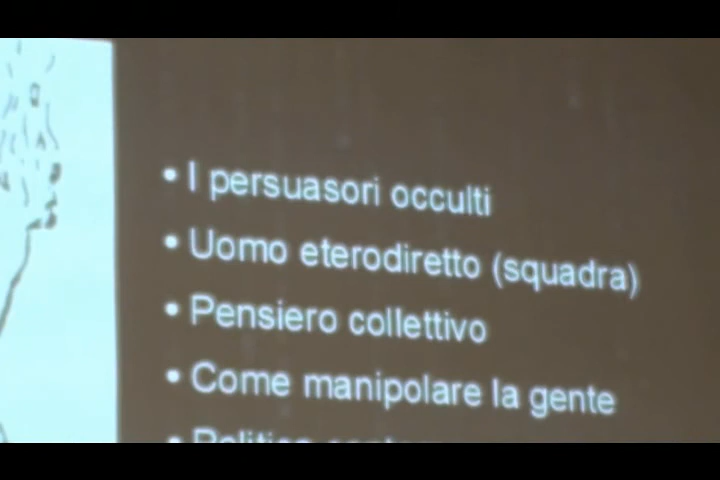 • I persuasori occulti
• Uomo eterodiretto (squadra)
• Pensiero collettivo
• Come manipolare la gente